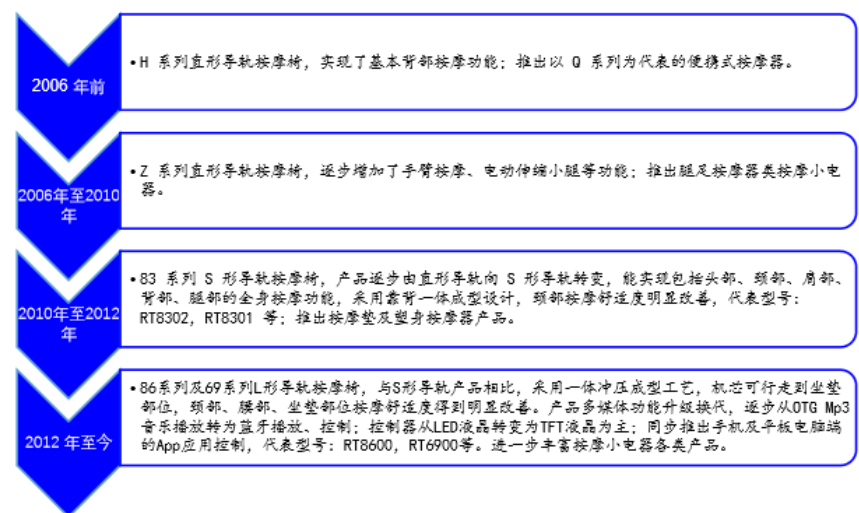 2006 年前
•H 系列直形导轨按摩椅，实现了基本背部按摩功能；推出以 Q 系列为代表的便携式按摩器。
2006年至2010
年
•Z 系列直形导轨按摩椅，逐步增加了手臂按摩、电动伸缩小腿等功能；推出腿足按摩器类按摩小电
器。
2010年至2012
年
•83 系列 S 形导轨按摩椅，产品逐步由直形导轨向 S 形导轨转变，能实现包括头部、颈部、肩部、
背部、腿部的全身按摩功能，采用靠背一体成型设计，颈部按摩舒适度明显改善，代表型号：
RT8302，RT8301 等；推出按摩垫及塑身按摩器产品。
2012 年至今
•86系列及69系列L形导轨按摩椅，与S形导轨产品相比，采用一体冲压成型工艺，机芯可行走到坐垫
部位，颈部、腰部、坐垫部位按摩舒适度得到明显改善。产品多媒体功能升级换代，逐步从OTG Mp3
音乐播放转为蓝牙播放、控制；控制器从LED液晶转变为TFT液晶为主；同步推出手机及平板电脑端
的App应用控制，代表型号：RT8600，RT6900等。进一步丰富按摩小电器各类产品。